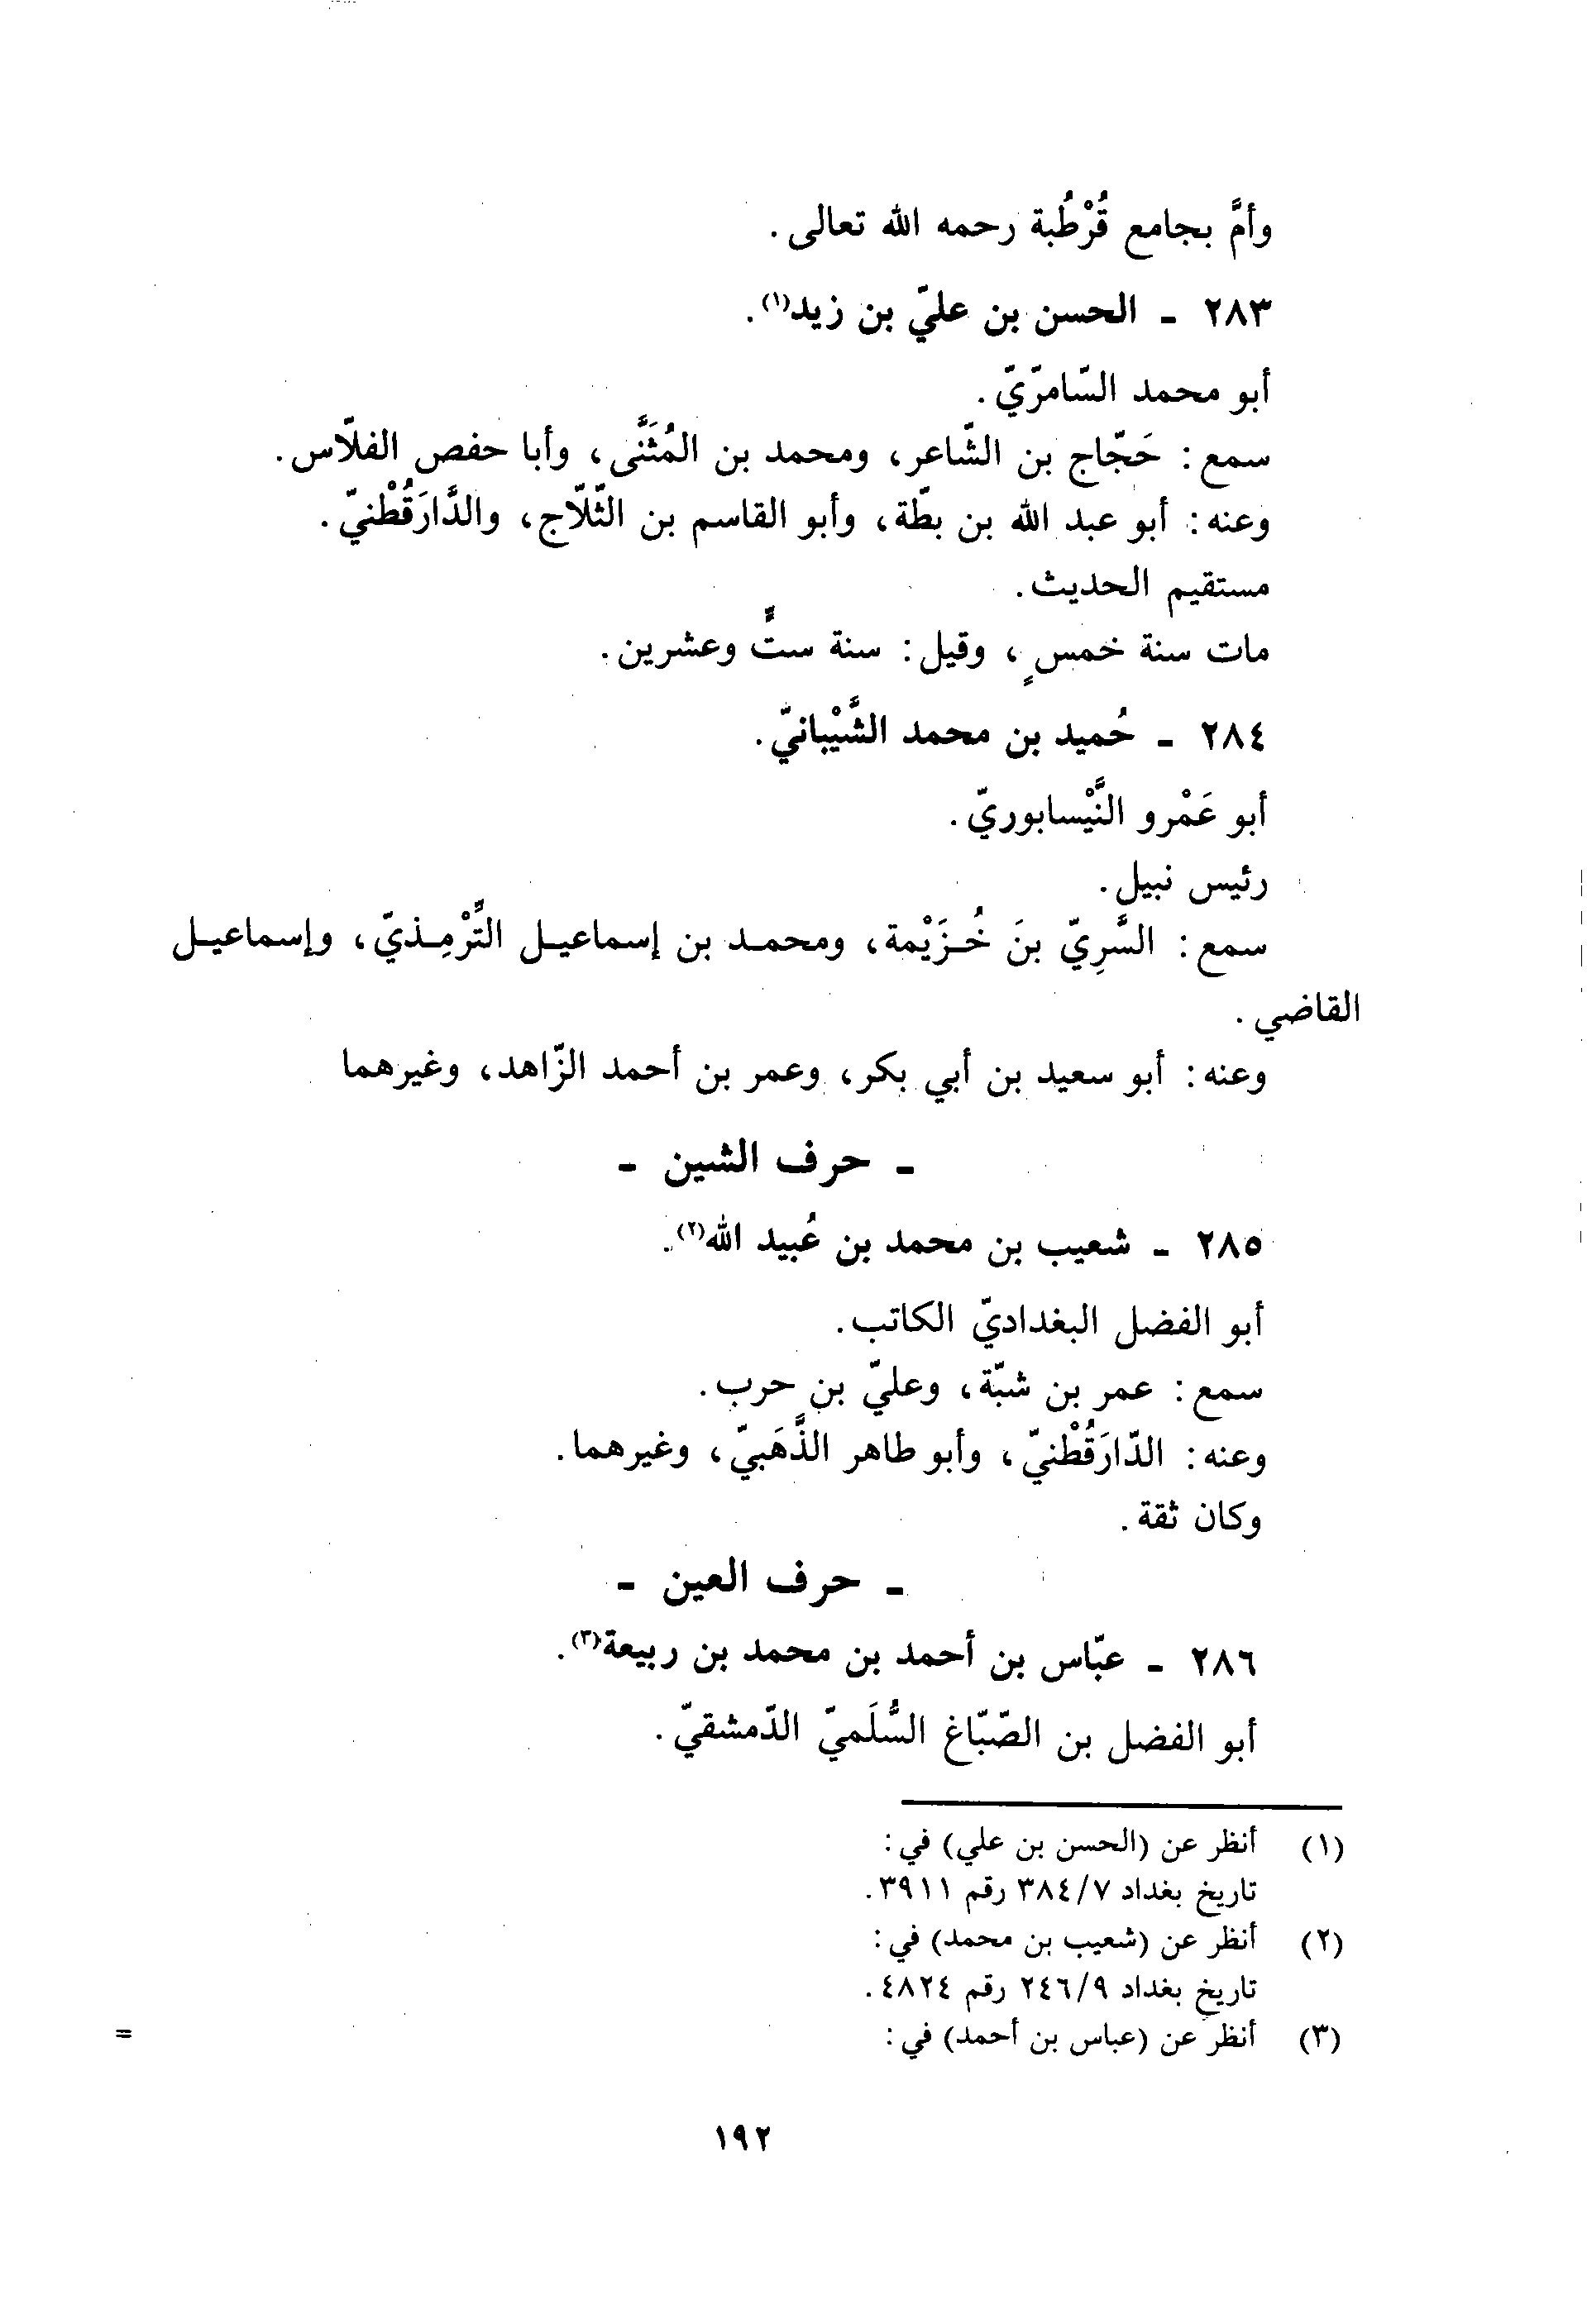 وأمَّ بجامع قُرْطُبة رحمه الله تعالى.
٢٨٣ - الحسن بن عليّ بن زيد(١).
أبو محمد السّامرّيّ.
سمع: حَجّاج بن الشّاعر، ومحمد بن المُثَنَّى، وأبا حفص الفلّاس.
وعنه: أبو عبد الله بن بطّة، وأبو القاسم بن الثّلّاج، والدَّارَقُطْنيّ.
مستقيم الحديث.
مات سنة خمسٍ، وقيل: سنة ستٍّ وعشرين.
٢٨٤ - حُميد بن محمد الشَّيْبانيّ.
أبو عَمْرو النَّيْسابوريّ.
رئيس نبيل.
سمع: السَّرِيّ بنَ خُزَيْمة، ومحمد بن إسماعيل التِّرْمِذيّ، وإسماعيل
القاضي.
وعنه: أبو سعيد بن أبي بكر، وعمر بن أحمد الزّاهد، وغيرهما
- حرف الشين -
٢٨٥ - شعيب بن محمد بن عُبيد الله(٢).
أبو الفضل البغداديّ الكاتب.
سمع: عمر بن شبّة، وعليّ بن حرب.
وعنه: الدّارَقُطْنيّ، وأبو طاهر الذَّهَبيّ، وغيرهما.
وكان ثقة.
- حرف العين -
٢٨٦ - عبّاس بن أحمد بن محمد بن ربيعة(٣).
أبو الفضل بن الصّبّاغ السُّلَميّ الدّمشقيّ.
(١) أنظر عن (الحسن بن علي) في:
تاريخ بغداد ٣٨٤/٧ رقم ٣٩١١.
(٢) أنظر عن (شعيب بن محمد) في:
تاريخ بغداد ٢٤٦/٩ رقم ٤٨٢٤.
(٣) أنظر عن (عباس بن أحمد) في: =
١٩٢